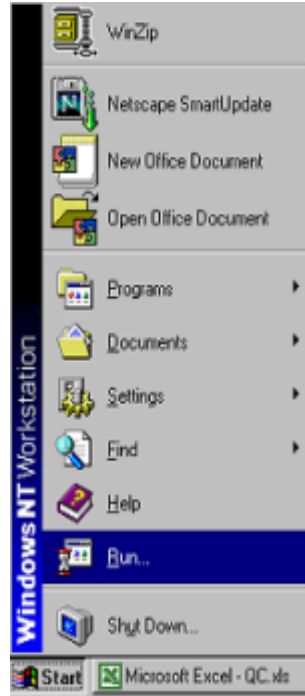 WinZip
Netscape SmartUpdate
New Office Document
Open Office Document
Programs
Documents
Settings
Find
Help
Run...
Shut Down...
Windows NT Workstation
Start
Microsoft Excel - QC.xls